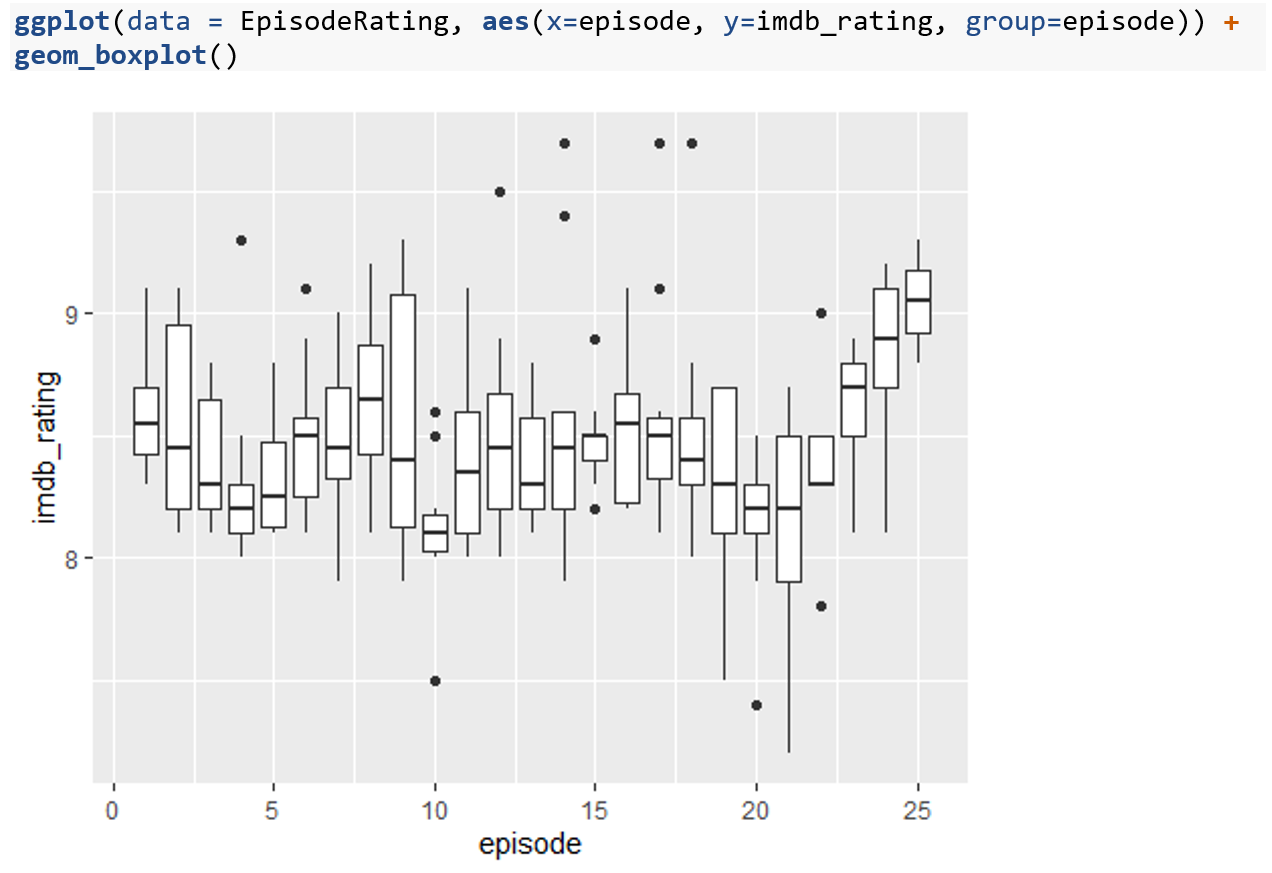 ggplot(data = EpisodeRating, aes(x=episode, y=imdb_rating, group=episode)) +
geom_boxplot()
9
8
imdb_rating
0 5 10 15 20 25
episode